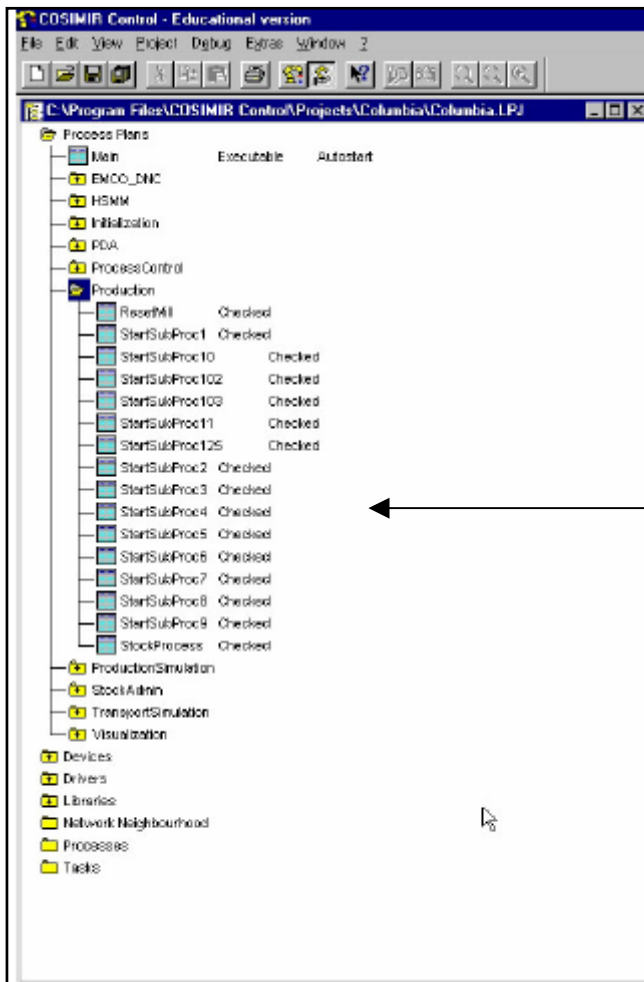 COSIMIR Control - Educational version
File Edit View Project Debug Extras Window ?
C:\Program Files\COSIMIR Control\Projects\Columbia\Columbia.LPJ
Process Plans
Main Executable Autostart
EMCO_DNC
HSMM
Initialization
PDA
ProcessControl
Production
ResetMill Checked
StartSubProc1 Checked
StartSubProc10 Checked
StartSubProc102 Checked
StartSubProc103 Checked
StartSubProc11 Checked
StartSubProc125 Checked
StartSubProc2 Checked
StartSubProc3 Checked
StartSubProc4 Checked
StartSubProc5 Checked
StartSubProc6 Checked
StartSubProc7 Checked
StartSubProc8 Checked
StartSubProc9 Checked
StockProcess Checked
ProductionSimulation
StockAdmin
TransportSimulation
Visualization
Devices
Drivers
Libraries
Network Neighbourhood
Processes
Tasks